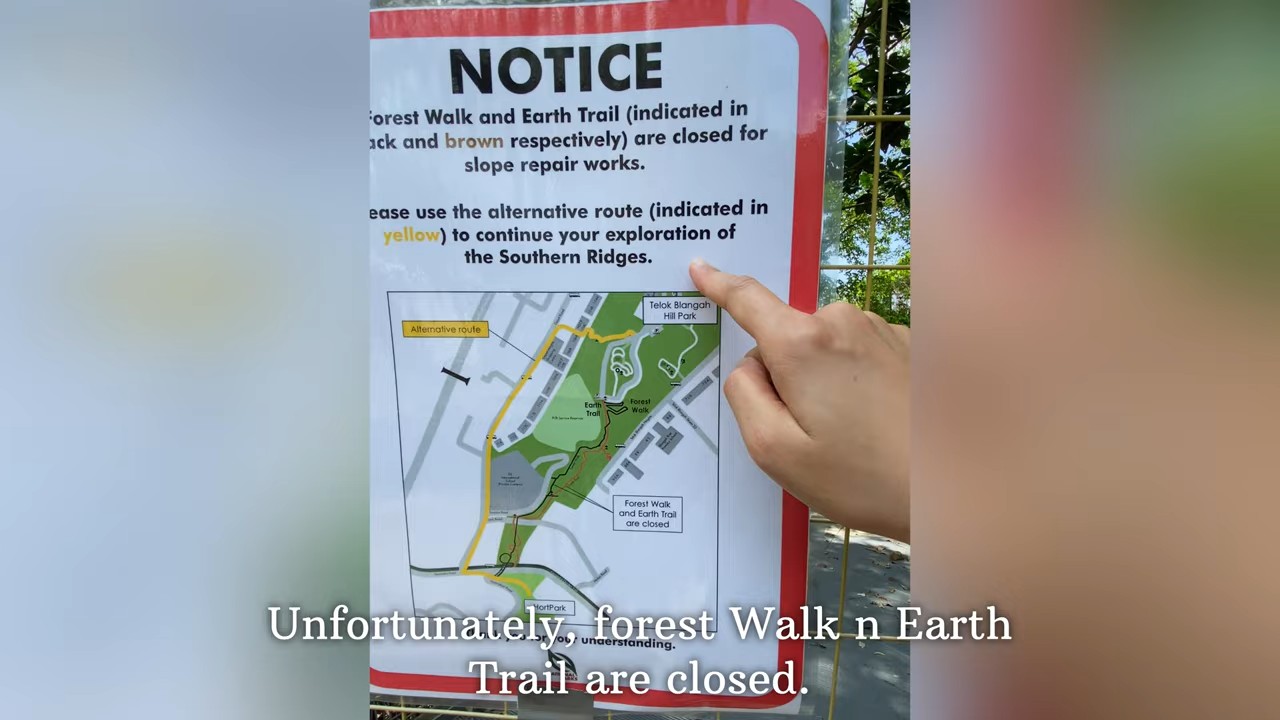 NOTICE
Forest Walk and Earth Trail (indicated in
ack and brown respectively) are closed for
slope repair works.
ease use the alternative route (indicated in
yellow) to continue your exploration of
the Southern Ridges.
Telok Blangah
Hill Park
Alternative route
Earth
Trail
Forest
Walk
Forest Walk
and Earth Trail
are closed
HortPark
your understanding.
Unfortunately, forest Walk n Earth
Trail are closed.